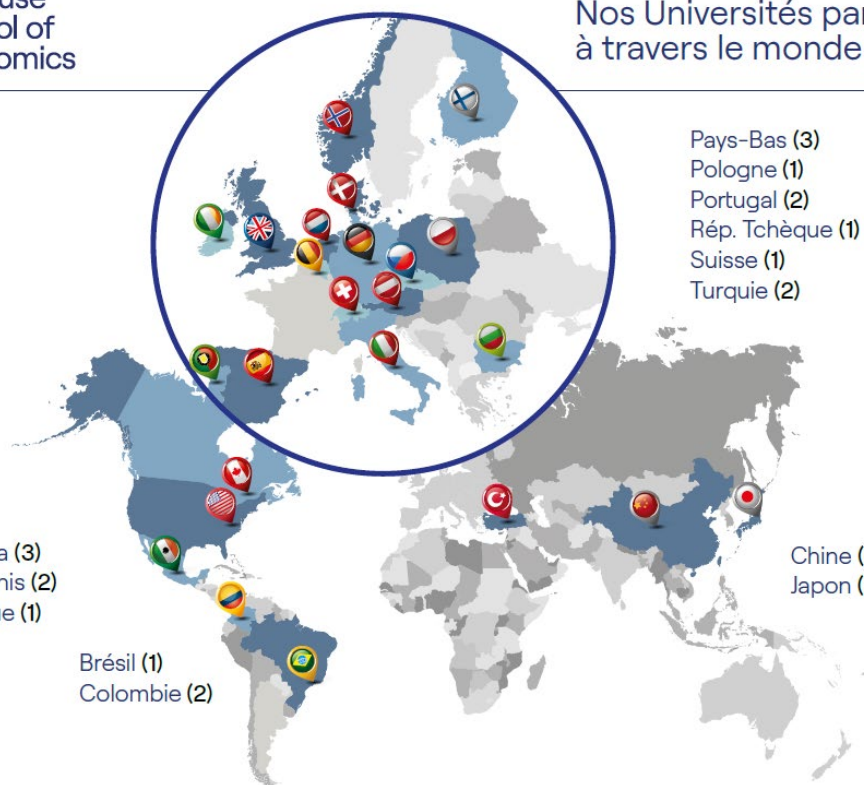 ol of
omics
Nos Universités par
à travers le monde
Pays-Bas (3)
Pologne (1)
Portugal (2)
Rép. Tchèque (1)
Suisse (1)
Turquie (2)
a (3)
nis (2)
e (1)
Chine (
Japon (
Brésil (1)
Colombie (2)